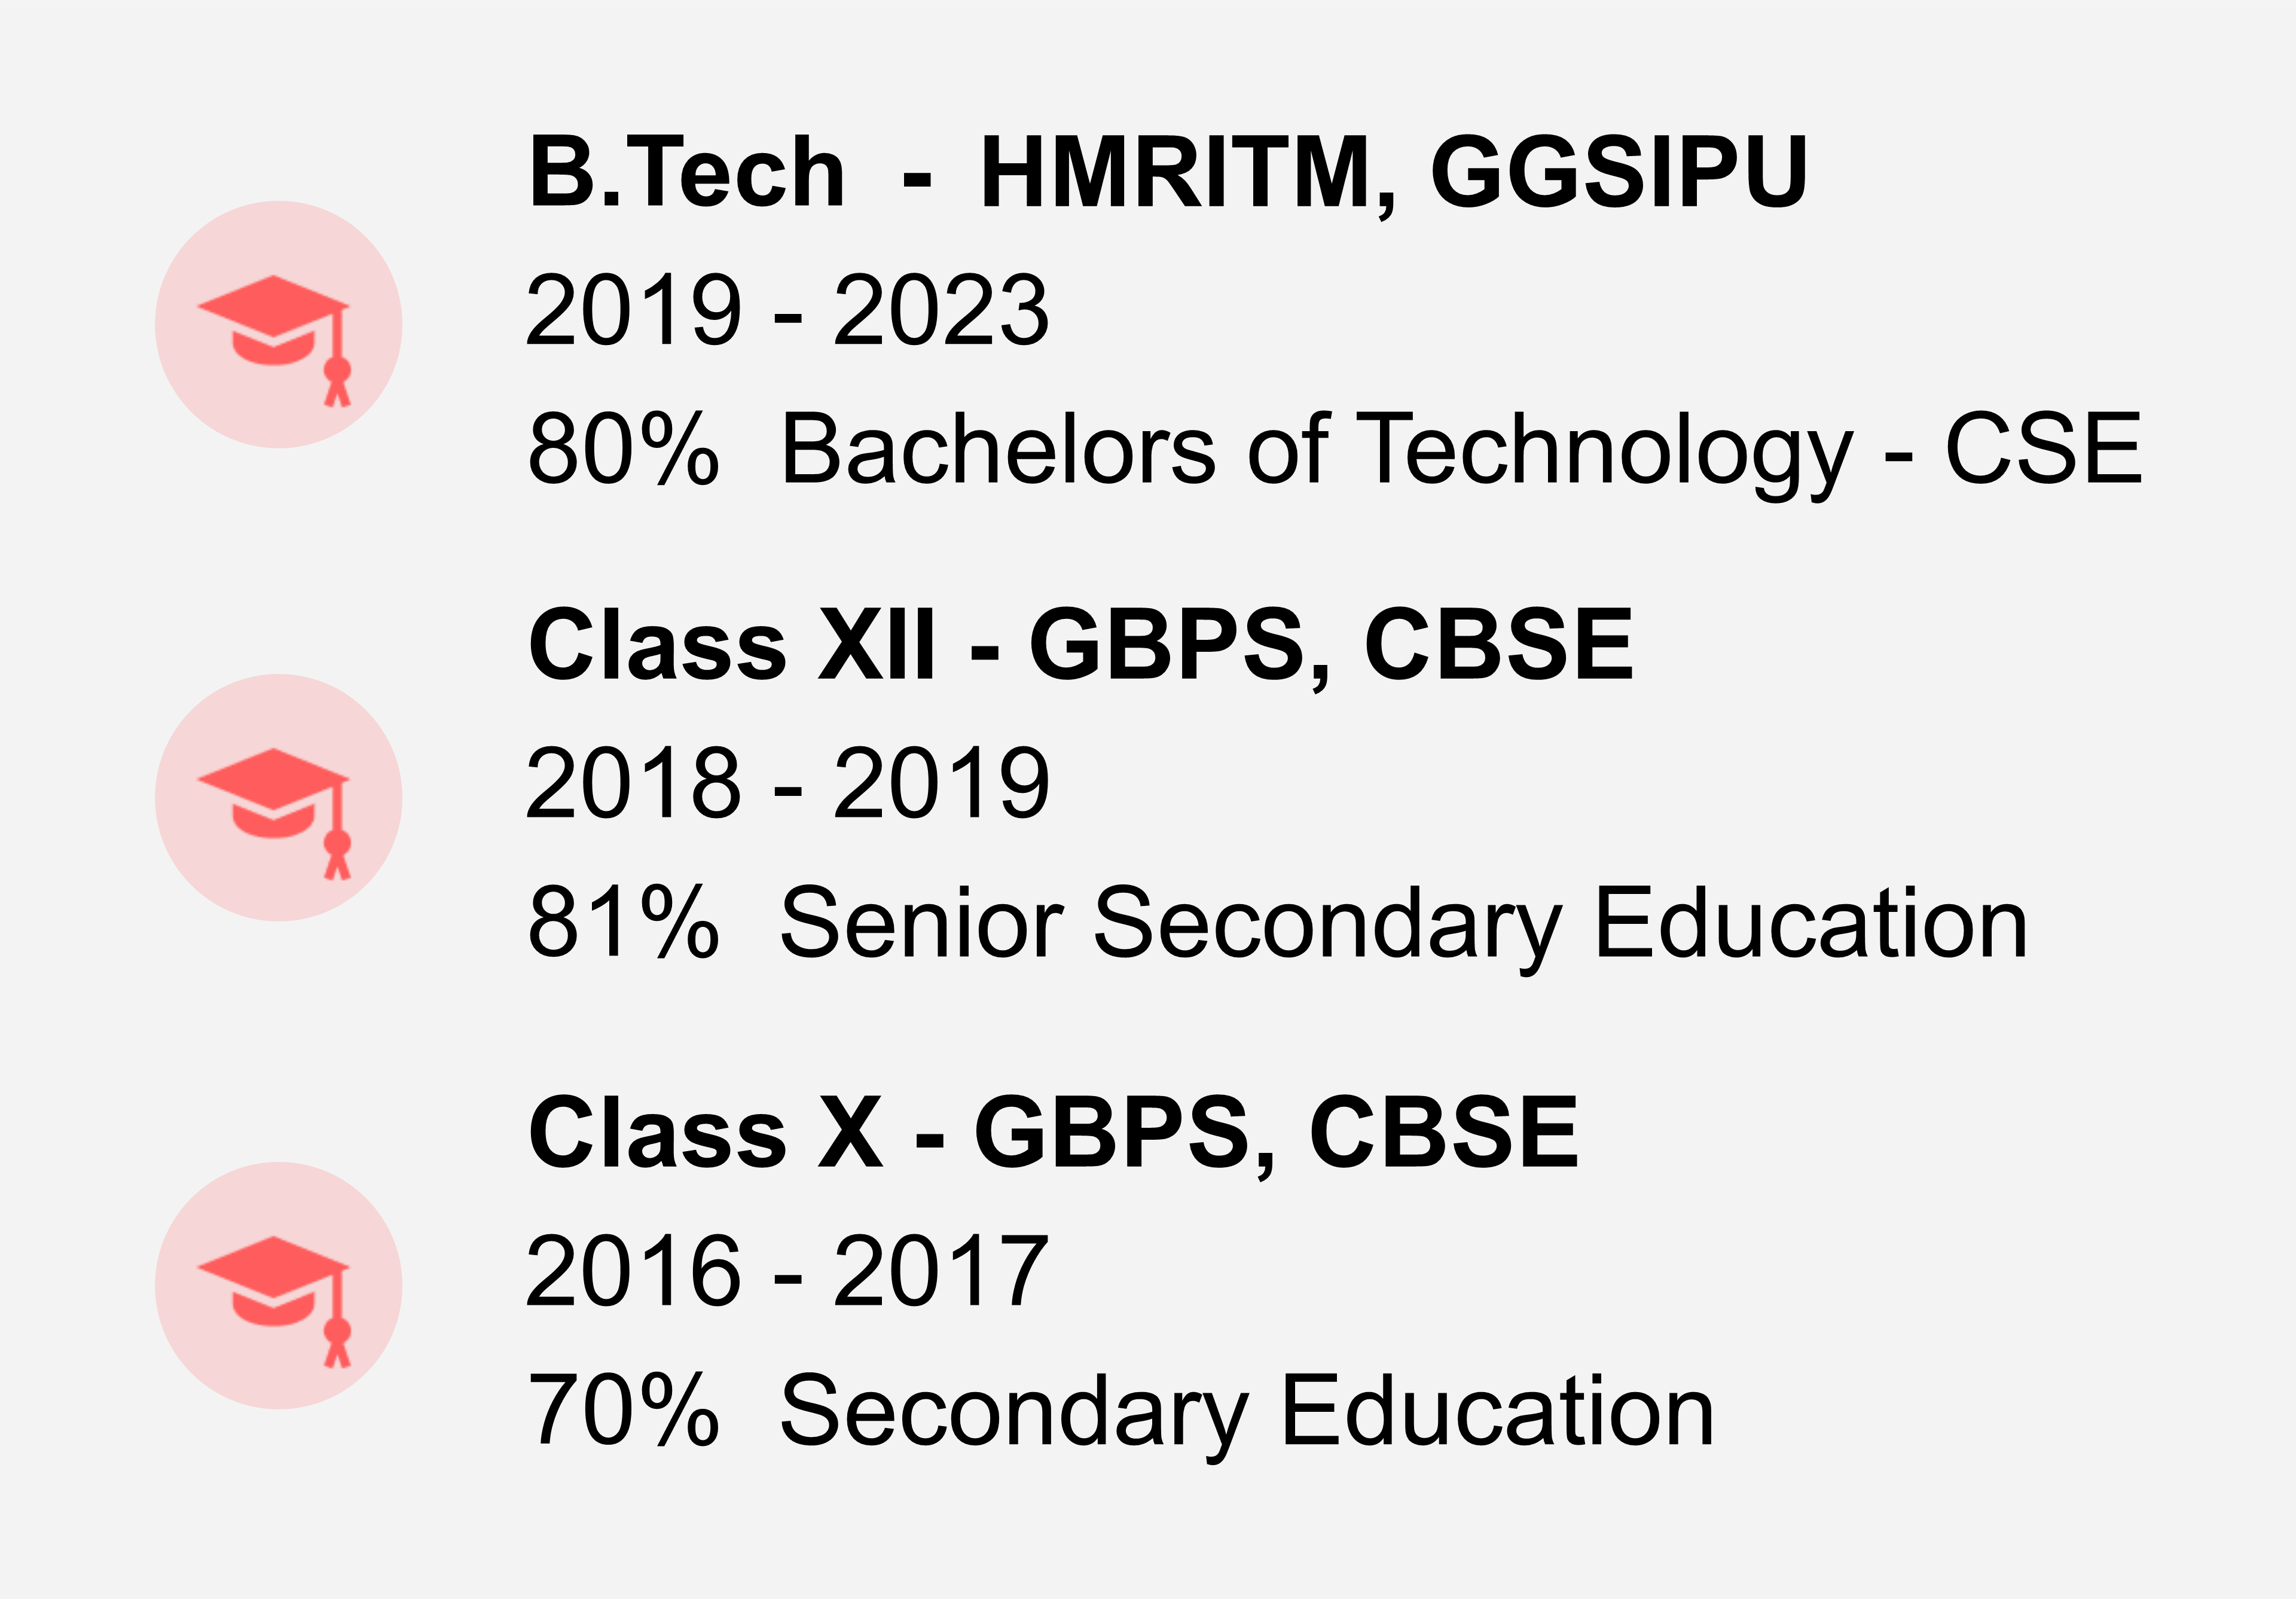 B.Tech - HMRITM, GGSIPU
2019 - 2023
80% Bachelors of Technology - CSE
Class XII - GBPS, CBSE
2018 - 2019
81% Senior Secondary Education
Class X - GBPS, CBSE
2016 - 2017
70% Secondary Education